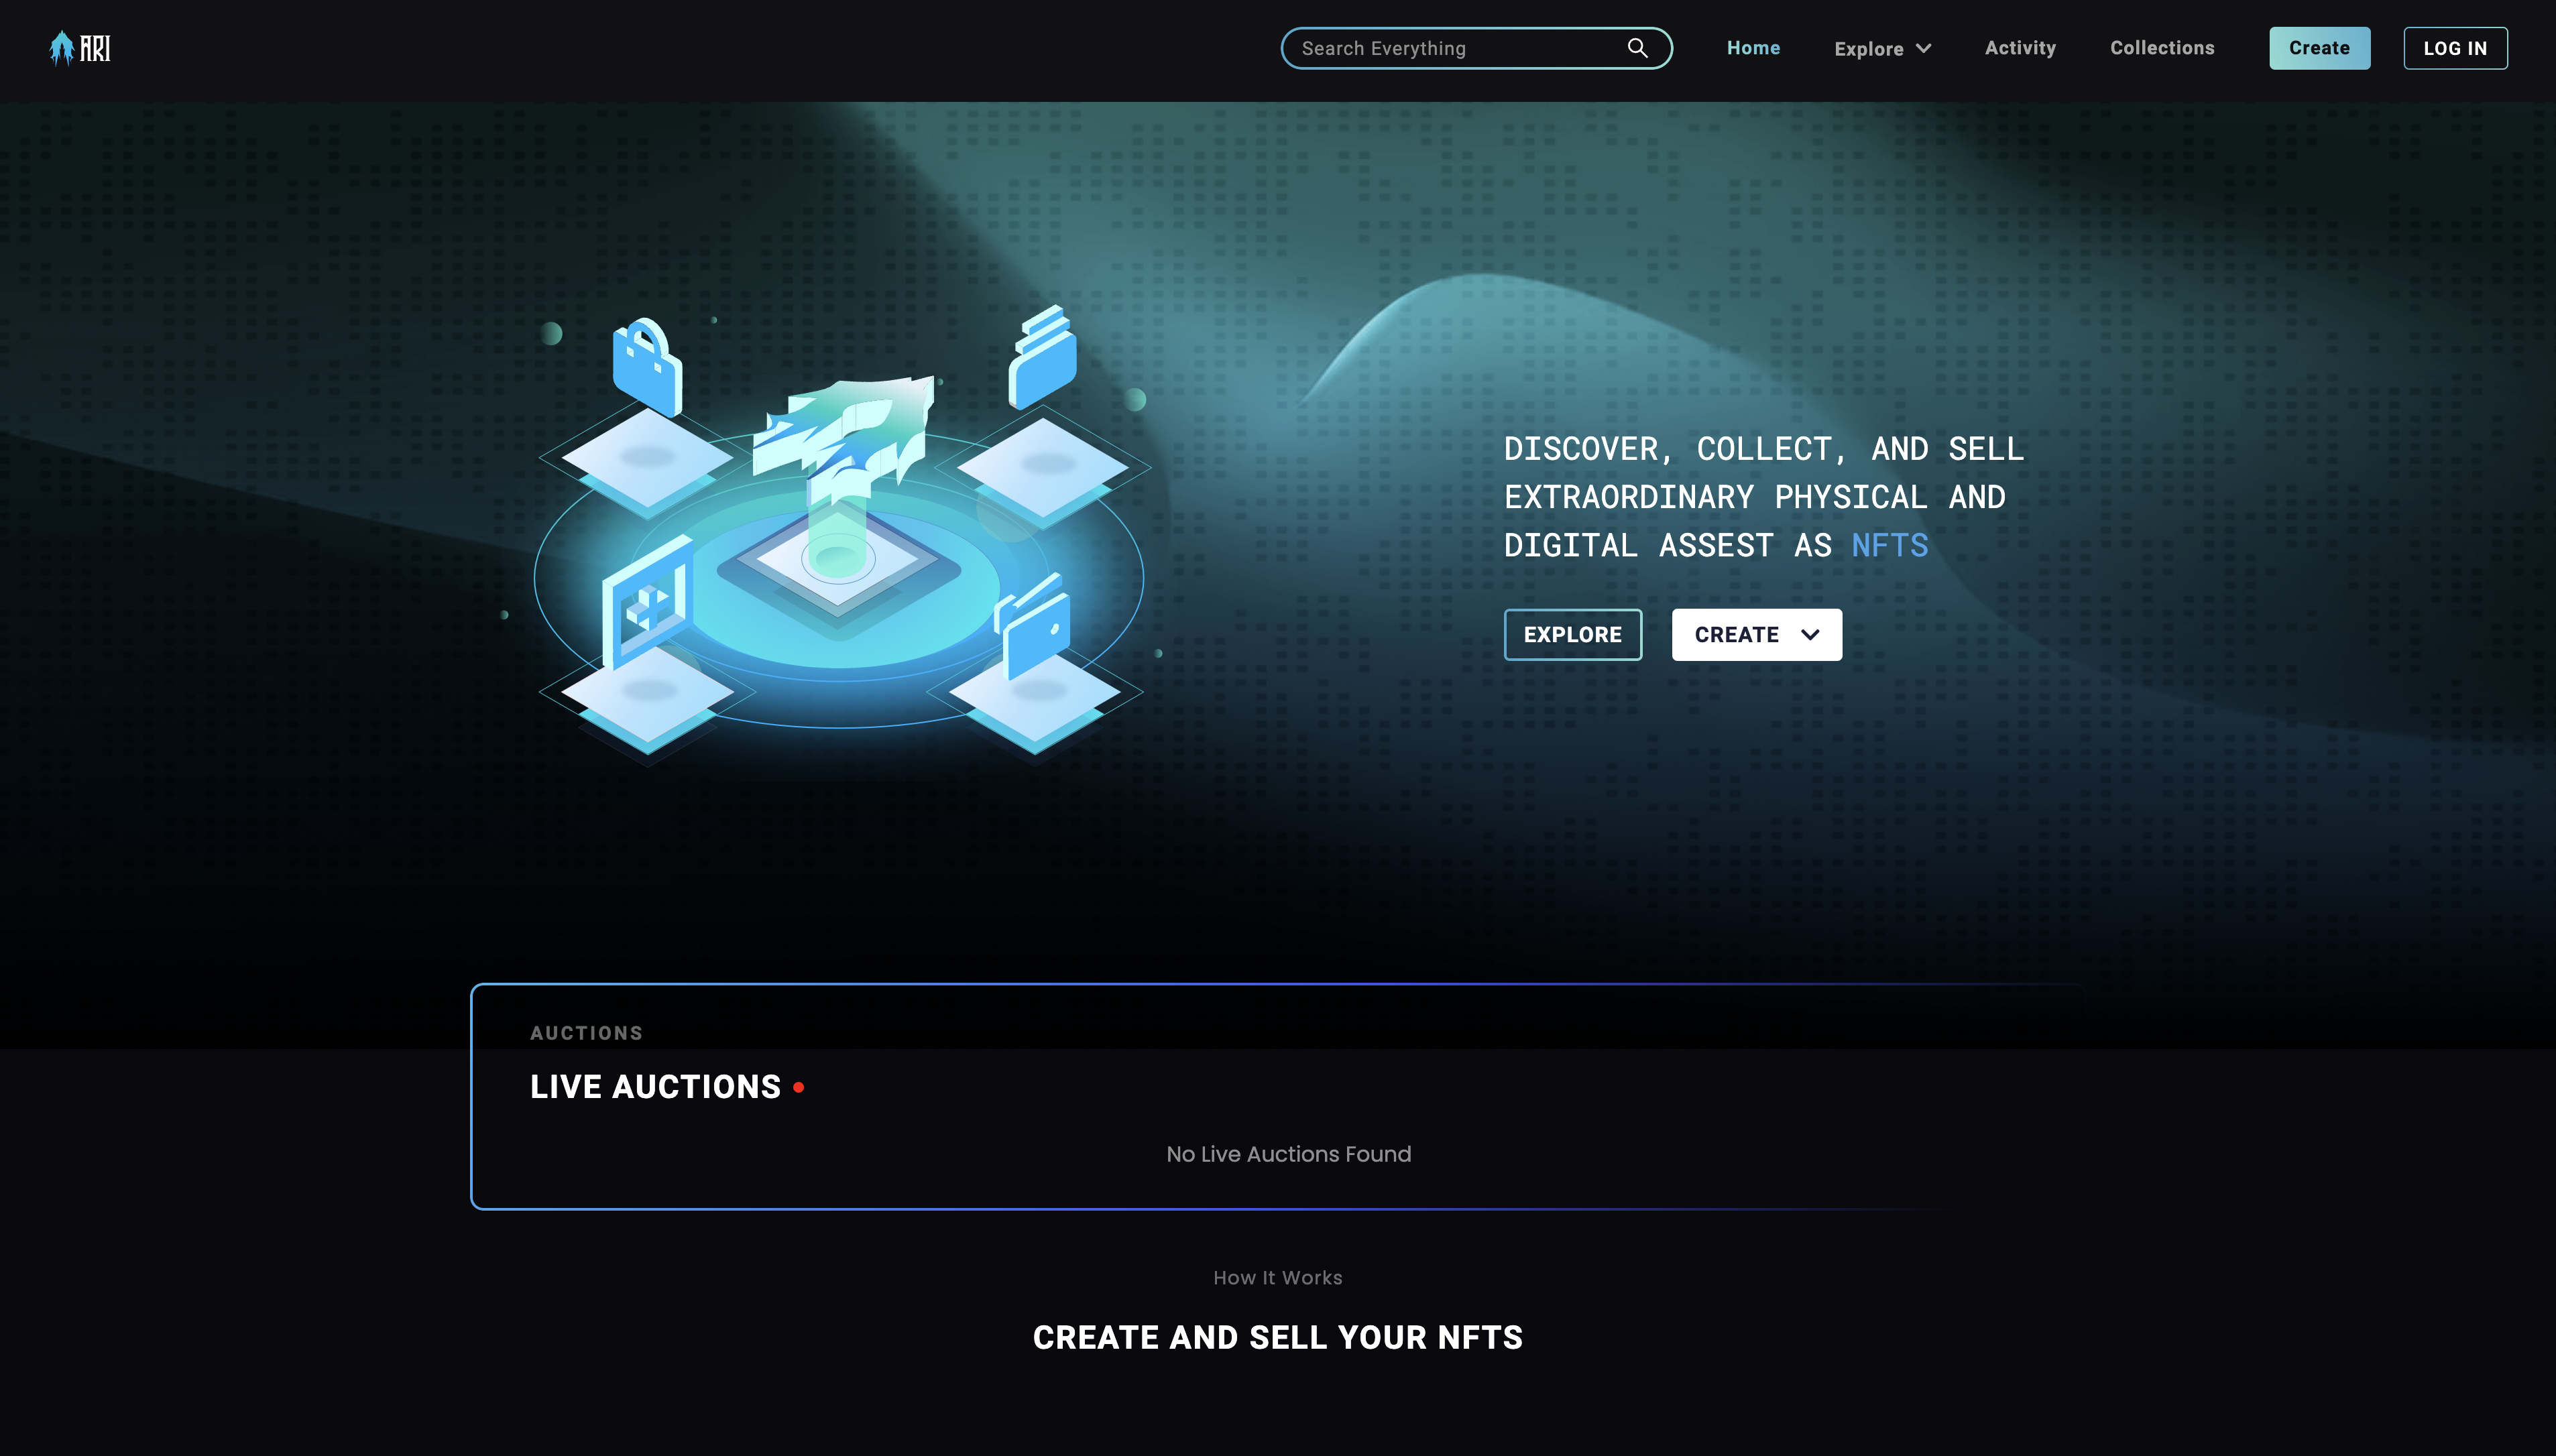 ARI
Search Everything
Home
Explore
Activity
Collections
Create
LOG IN
DISCOVER, COLLECT, AND SELL
EXTRAORDINARY PHYSICAL AND
DIGITAL ASSEST AS NFTS
EXPLORE
CREATE
AUCTIONS
LIVE AUCTIONS
No Live Auctions Found
How It Works
CREATE AND SELL YOUR NFTS